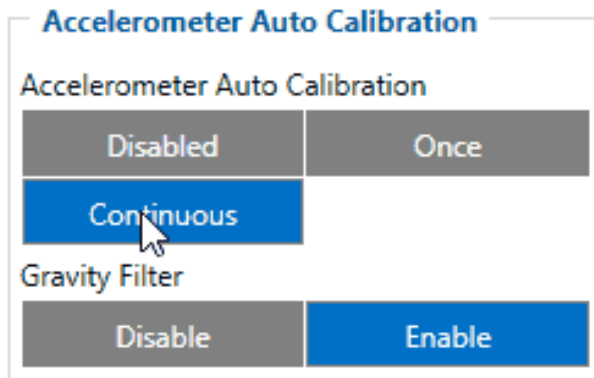 Accelerometer Auto Calibration
Accelerometer Auto Calibration
Disabled Once
Continuous
Gravity Filter
Disable Enable